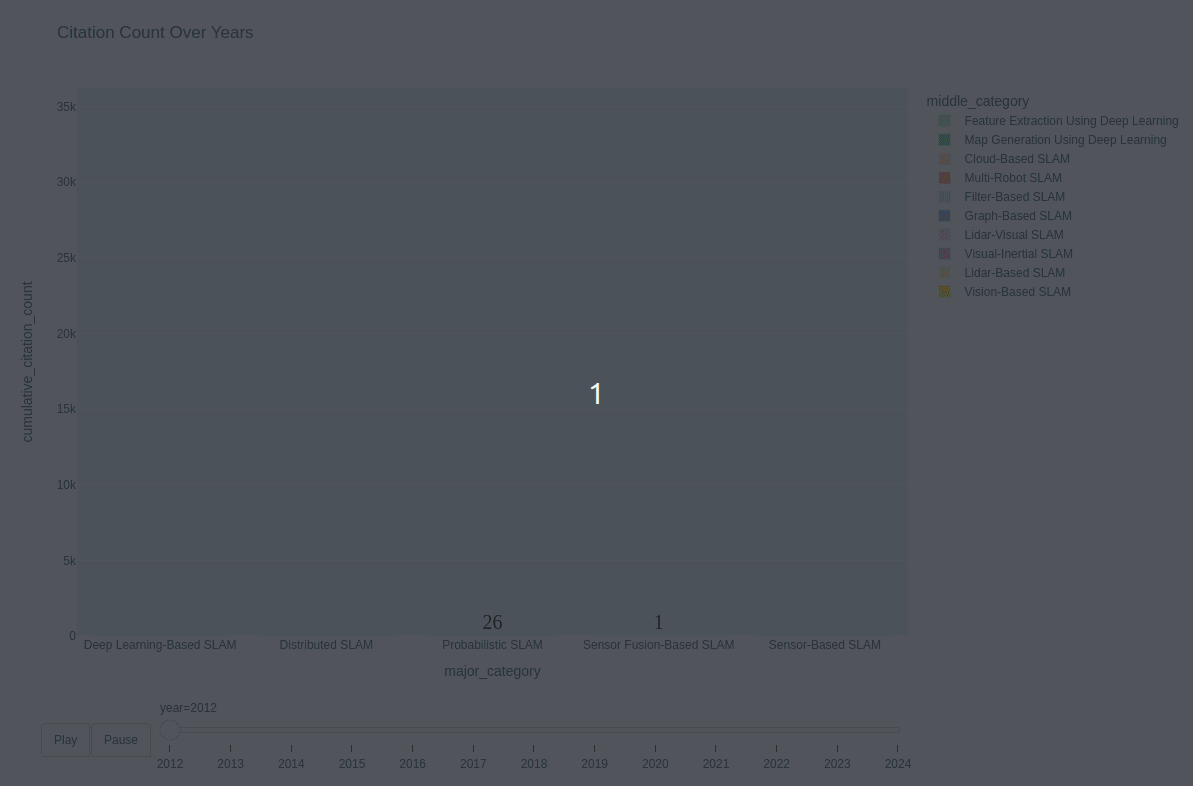 Citation Count Over Years
35k
30k
25k
20k
15k
10k
5k
0
cumulative_citation_count
26
1
1
Deep Learning-Based SLAM
Distributed SLAM
Probabilistic SLAM
Sensor Fusion-Based SLAM
Sensor-Based SLAM
major_category
middle_category
Feature Extraction Using Deep Learning
Map Generation Using Deep Learning
Cloud-Based SLAM
Multi-Robot SLAM
Filter-Based SLAM
Graph-Based SLAM
Lidar-Visual SLAM
Visual-Inertial SLAM
Lidar-Based SLAM
Vision-Based SLAM
year=2012
Play
Pause
2012 2013 2014 2015 2016 2017 2018 2019 2020 2021 2022 2023 2024